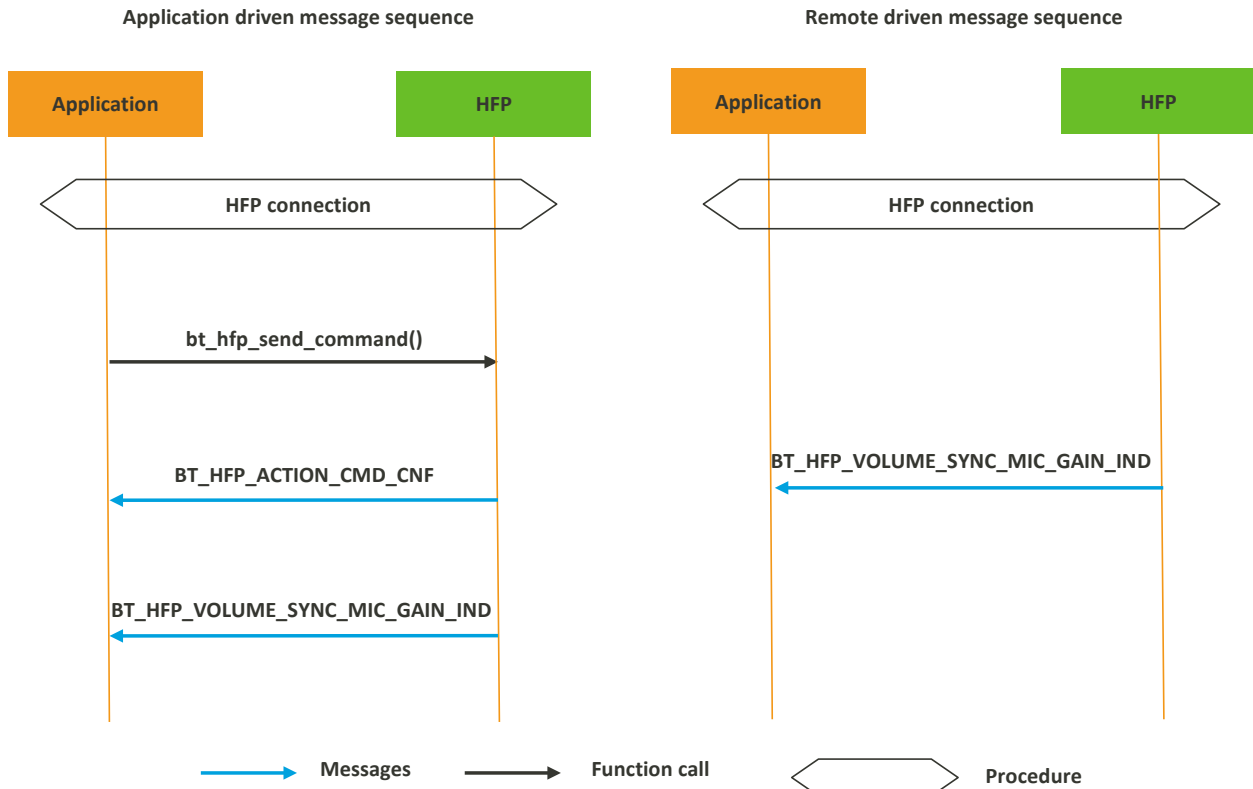 Application driven message sequence
Remote driven message sequence
Application
HFP
Application
HFP
HFP connection
HFP connection
bt_hfp_send_command()
BT_HFP_ACTION_CMD_CNF
BT_HFP_VOLUME_SYNC_MIC_GAIN_IND
BT_HFP_VOLUME_SYNC_MIC_GAIN_IND
Messages
Function call
Procedure